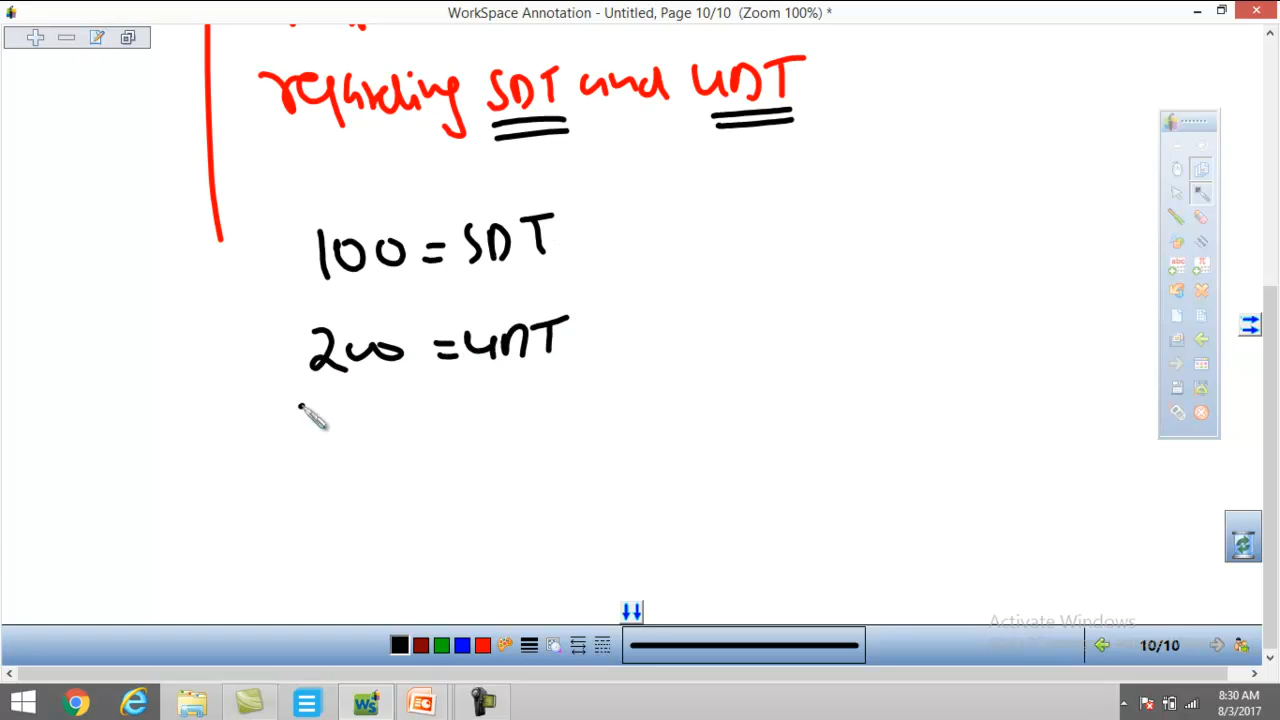 WorkSpace Annotation - Untitled, Page 10/10 (Zoom 100%) *
regarding SDT and UDT
100 = SDT
200 = UDT
Activate Windows
10/10
8:30 AM
8/3/2017